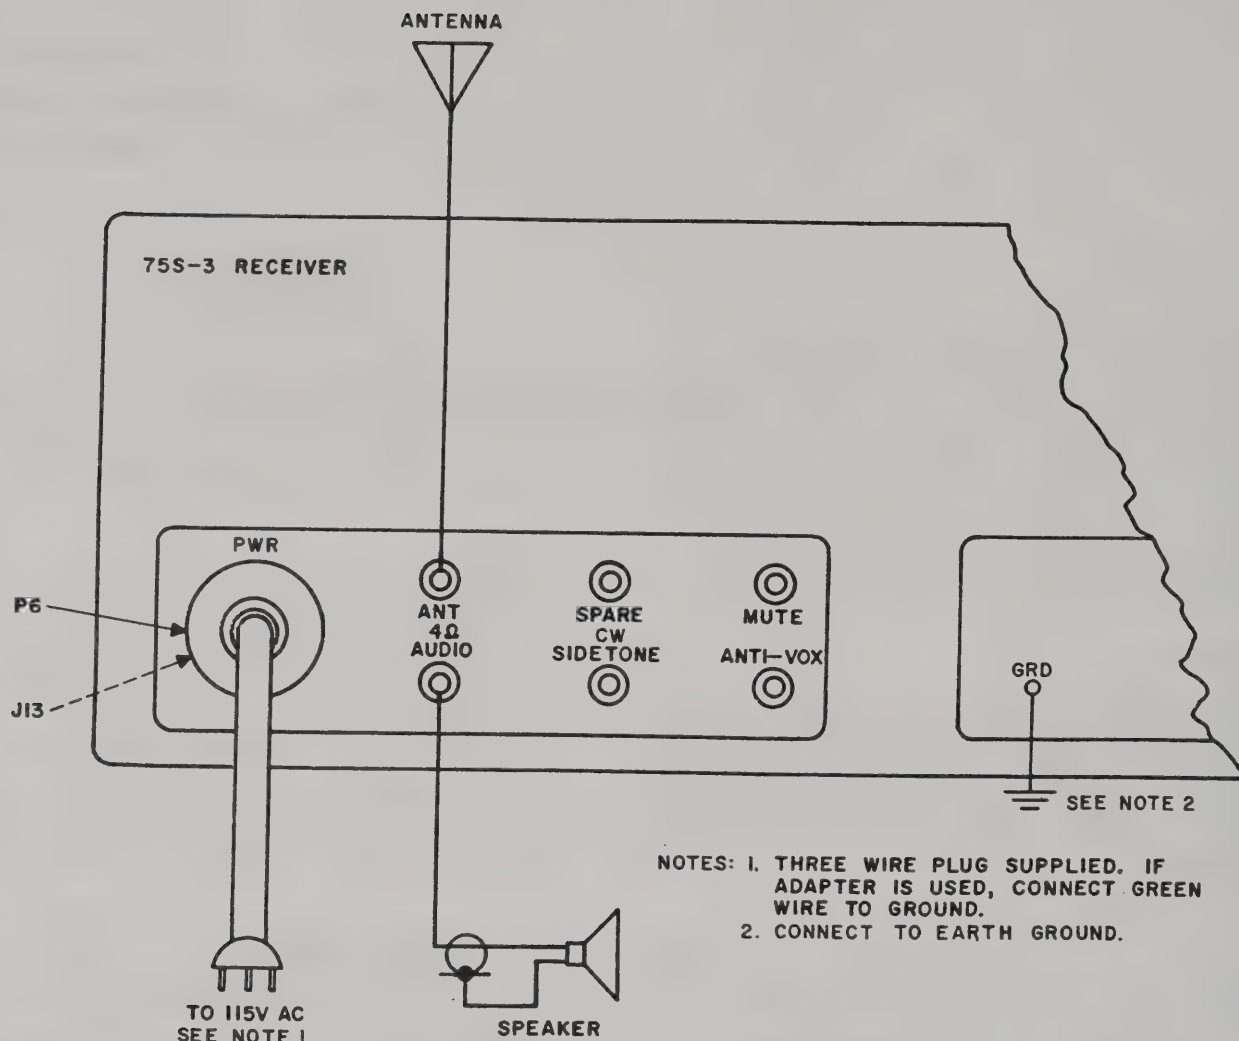 ANTENNA
75S-3 RECEIVER
PWR
P6
J13
ANT
4Ω
AUDIO
SPARE
CW
SIDETONE
MUTE
ANTI-VOX
GRD
SEE NOTE 2
NOTES: 1. THREE WIRE PLUG SUPPLIED. IF
ADAPTER IS USED, CONNECT GREEN
WIRE TO GROUND.
2. CONNECT TO EARTH GROUND.
TO 115V AC
SEE NOTE 1
SPEAKER